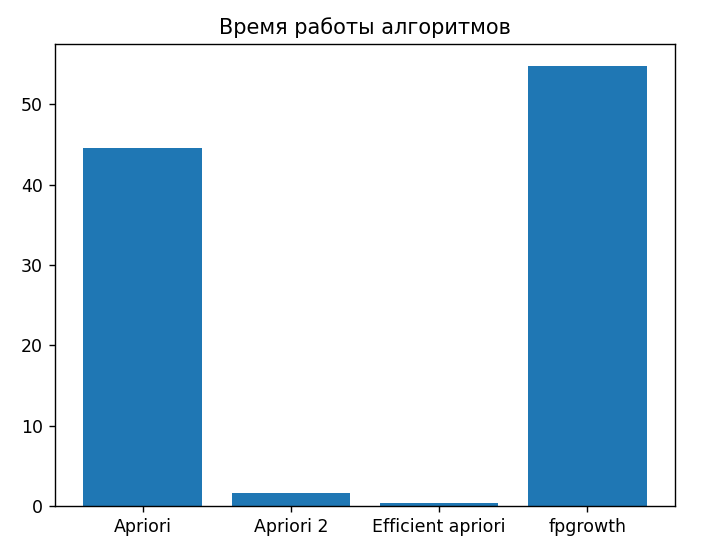 Время работы алгоритмов
50
40
30
20
10
0
Apriori
Apriori 2
Efficient apriori
fpgrowth